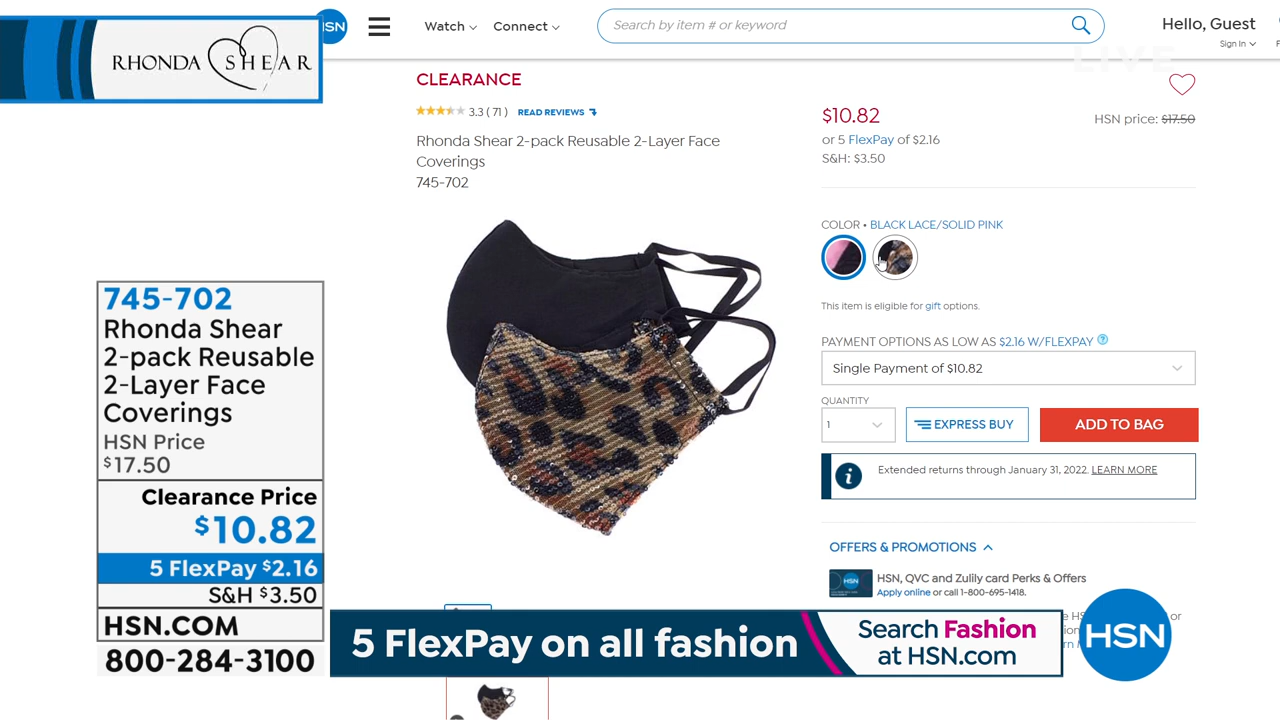 RHONDA SHEAR
HSN
Watch
Connect
Search by item # or keyword
Hello, Guest
Sign In
LIVE
CLEARANCE
3.3 ( 71 ) READ REVIEWS
Rhonda Shear 2-pack Reusable 2-Layer Face
Coverings
745-702
$10.82
HSN price: $17.50
or 5 FlexPay of $2.16
S&H: $3.50
COLOR • BLACK LACE/SOLID PINK
This item is eligible for gift options.
PAYMENT OPTIONS AS LOW AS $2.16 W/FLEXPAY
Single Payment of $10.82
QUANTITY
1
EXPRESS BUY
ADD TO BAG
Extended returns through January 31, 2022. LEARN MORE
OFFERS & PROMOTIONS
HSN
HSN, QVC and Zulily card Perks & Offers
Apply online or call 1-800-695-1418.
or
745-702
Rhonda Shear
2-pack Reusable
2-Layer Face
Coverings
HSN Price
$17.50
Clearance Price
$10.82
5 FlexPay $2.16
S&H $3.50
HSN.COM
800-284-3100
5 FlexPay on all fashion
Search Fashion
at HSN.com
HSN